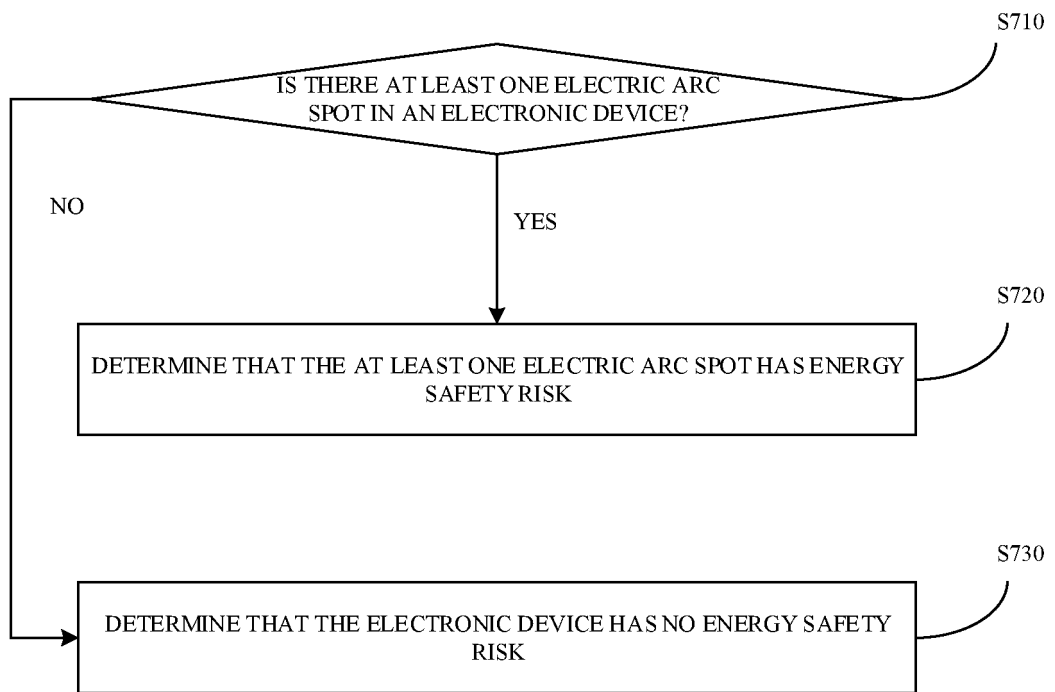 S710
IS THERE AT LEAST ONE ELECTRIC ARC
SPOT IN AN ELECTRONIC DEVICE?
NO
YES
S720
DETERMINE THAT THE AT LEAST ONE ELECTRIC ARC SPOT HAS ENERGY
SAFETY RISK
S730
DETERMINE THAT THE ELECTRONIC DEVICE HAS NO ENERGY SAFETY
RISK